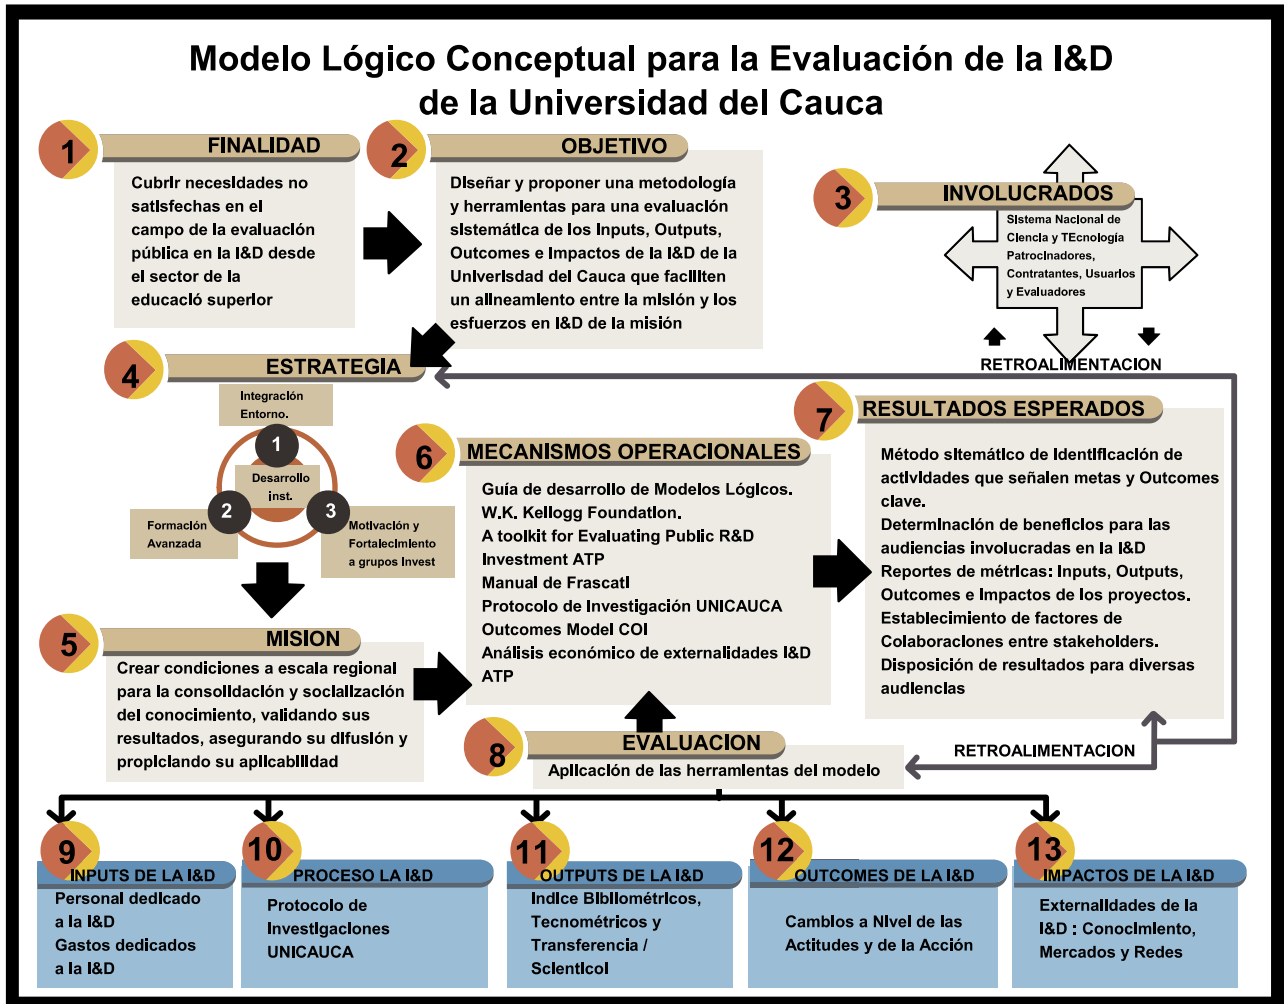 Modelo Lógico Conceptual para la Evaluación de la I&D
de la Universidad del Cauca
1
FINALIDAD
Cubrir necesidades no
satisfechas en el
campo de la evaluación
pública en la I&D desde
el sector de la
educació superior
2
OBJETIVO
Diseñar y proponer una metodología
y herramientas para una evaluación
sistemática de los Inputs, Outputs,
Outcomes e Impactos de la I&D de la
Univerisdad del Cauca que faciliten
un alineamiento entre la misión y los
esfuerzos en I&D de la misión
3
INVOLUCRADOS
Sistema Nacional de
Ciencia y TEcnología
Patrocinadores,
Contratantes, Usuarios
y Evaluadores
RETROALIMENTACION
4
ESTRATEGIA
Integración
Entorno.
1
Desarrollo
inst.
2
3
Formación
Avanzada
Motivación y
Fortalecimiento
a grupos Invest
5
MISION
Crear condiciones a escala regional
para la consolidación y socialización
del conocimiento, validando sus
resultados, asegurando su difusión y
propiciando su aplicabilidad
6
MECANISMOS OPERACIONALES
Guía de desarrollo de Modelos Lógicos.
W.K. Kellogg Foundation.
A toolkit for Evaluating Public R&D
Investment ATP
Manual de Frascati
Protocolo de Investigación UNICAUCA
Outcomes Model COI
Análisis económico de externalidades I&D
ATP
7
RESULTADOS ESPERADOS
Método sitemático de identificación de
actividades que señalen metas y Outcomes
clave.
Determinación de beneficios para las
audiencias involucradas en la I&D
Reportes de métricas: Inputs, Outputs,
Outcomes e Impactos de los proyectos.
Establecimiento de factores de
Colaboraciones entre stakeholders.
Disposición de resultados para diversas
audiencias
8
EVALUACION
Aplicación de las herramientas del modelo
RETROALIMENTACION
9
INPUTS DE LA I&D
Personal dedicado
a la I&D
Gastos dedicados
a la I&D
10
PROCESO LA I&D
Protocolo de
Investigaciones
UNICAUCA
11
OUTPUTS DE LA I&D
Indice Bibliométricos,
Tecnométricos y
Transferencia /
Scienticol
12
OUTCOMES DE LA I&D
Cambios a Nivel de las
Actitudes y de la Acción
13
IMPACTOS DE LA I&D
Externalidades de la
I&D : Conocimiento,
Mercados y Redes